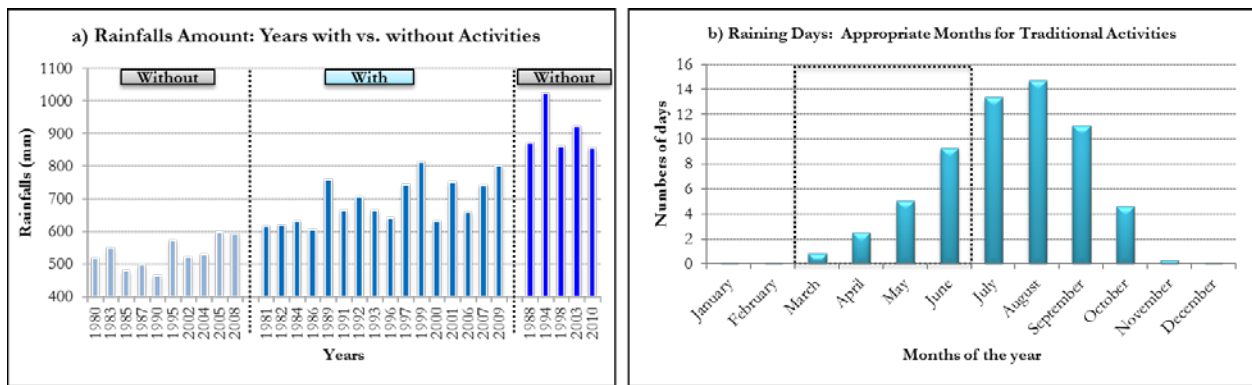 a) Rainfalls Amount: Years with vs. without Activities
Without
With
Without
Rainfalls (mm)
1100
1000
900
800
700
600
500
400
1980
1983
1985
1987
1990
1995
2002
2004
2005
2008
1981
1982
1984
1986
1989
1991
1992
1993
1996
1997
1999
2000
2001
2006
2007
2009
1988
1994
1998
2003
2010
Years
b) Raining Days: Appropriate Months for Traditional Activities
Numbers of days
16
14
12
10
8
6
4
2
0
January
February
March
April
May
June
July
August
September
October
November
December
Months of the year